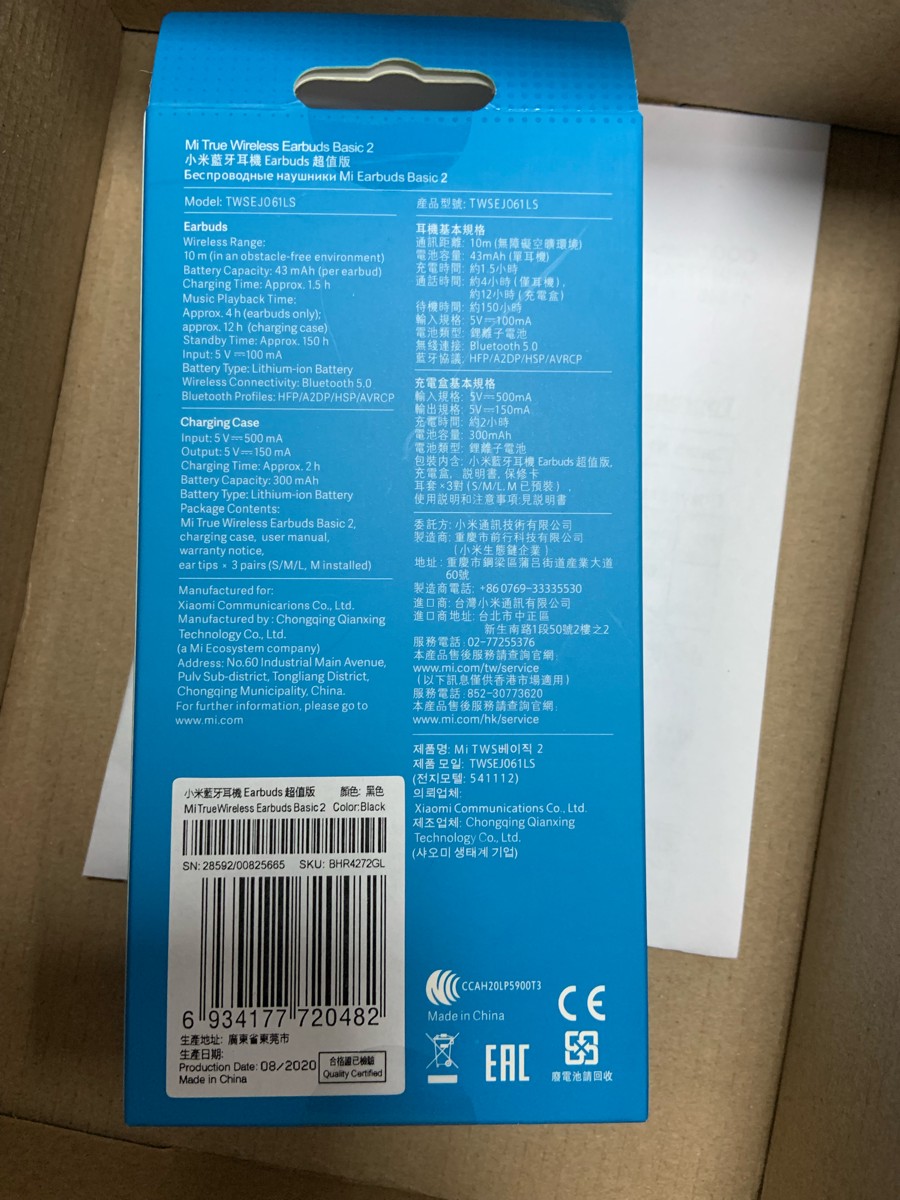 Mi True Wireless Earbuds Basic 2
小米藍牙耳機 Earbuds 超值版
Беспроводные наушники Mi Earbuds Basic 2
Model: TWSEJ061LS
Earbuds
Wireless Range:
10 m (in an obstacle-free environment)
Battery Capacity: 43 mAh (per earbud)
Charging Time: Approx. 1.5 h
Music Playback Time:
Approx. 4 h (earbuds only);
approx. 12 h (charging case)
Standby Time: Approx. 150 h
Input: 5 V⎓100 mA
Battery Type: Lithium-ion Battery
Wireless Connectivity: Bluetooth 5.0
Bluetooth Profiles: HFP/A2DP/HSP/AVRCP
Charging Case
Input: 5 V⎓500 mA
Output: 5 V⎓150 mA
Charging Time: Approx. 2 h
Battery Capacity: 300 mAh
Battery Type: Lithium-ion Battery
Package Contents:
Mi True Wireless Earbuds Basic 2,
charging case, user manual,
warranty notice,
ear tips × 3 pairs (S/M/L, M installed)
Manufactured for:
Xiaomi Communicarions Co., Ltd.
Manufactured by : Chongqing Qianxing
Technology Co., Ltd.
(a Mi Ecosystem company)
Address: No.60 Industrial Main Avenue,
Pulv Sub-district, Tongliang District,
Chongqing Municipality, China.
For further information, please go to
www.mi.com
產品型號: TWSEJ061LS
耳機基本規格
通訊距離: 10m (無障礙空曠環境)
電池容量: 43mAh (單耳機)
充電時間: 約1.5小時
通話時間: 約4小時 (僅耳機),
約12小時 (充電盒)
待機時間: 約150小時
輸入規格: 5V⎓100mA
電池類型: 鋰離子電池
無綫連接: Bluetooth 5.0
藍牙協議: HFP/A2DP/HSP/AVRCP
充電盒基本規格
輸入規格: 5V⎓500mA
輸出規格: 5V⎓150mA
充電時間: 約2小時
電池容量: 300mAh
電池類型: 鋰離子電池
包裝内含: 小米藍牙耳機 Earbuds 超值版,
充電盒, 説明書, 保修卡
耳套 ×3對 (S/M/L, M 已預裝) ,
使用説明和注意事項:見説明書
委託方: 小米通訊技術有限公司
製造商: 重慶市前行科技有限公司
(小米生態鏈企業)
地址: 重慶市銅梁區蒲呂街道産業大道
60號
製造商電話: +86 0769-33335530
進口商: 台灣小米通訊有限公司
進口商地址: 台北市中正區
新生南路1段50號2樓之2
服務電話: 02-77255376
本產品售後服務請查詢官網:
www.mi.com/tw/service
(以下訊息僅供香港市場適用)
服務電話: 852-30773620
本產品售後服務請查詢官網:
www.mi.com/hk/service
제품명: Mi TWS베이직 2
제품 모일: TWSEJ061LS
(전지모텔: 541112)
의뢰업체:
Xiaomi Communications Co., Ltd.
제조업체: Chongqing Qianxing
Technology Co., Ltd.
(샤오미 생태계 기업)
小米藍牙耳機 Earbuds 超值版 顏色: 黑色
Mi TrueWireless Earbuds Basic 2 Color:Black
SN: 28592/00825665 SKU: BHR4272GL
6 934177 720482
生產地址: 廣東省東莞市
生產日期:
Production Date: 08/2020
Made in China
合格證已檢驗
Quality Certified
CCAH20LP5900T3
Made in China
CE
EAC
廢電池請回收